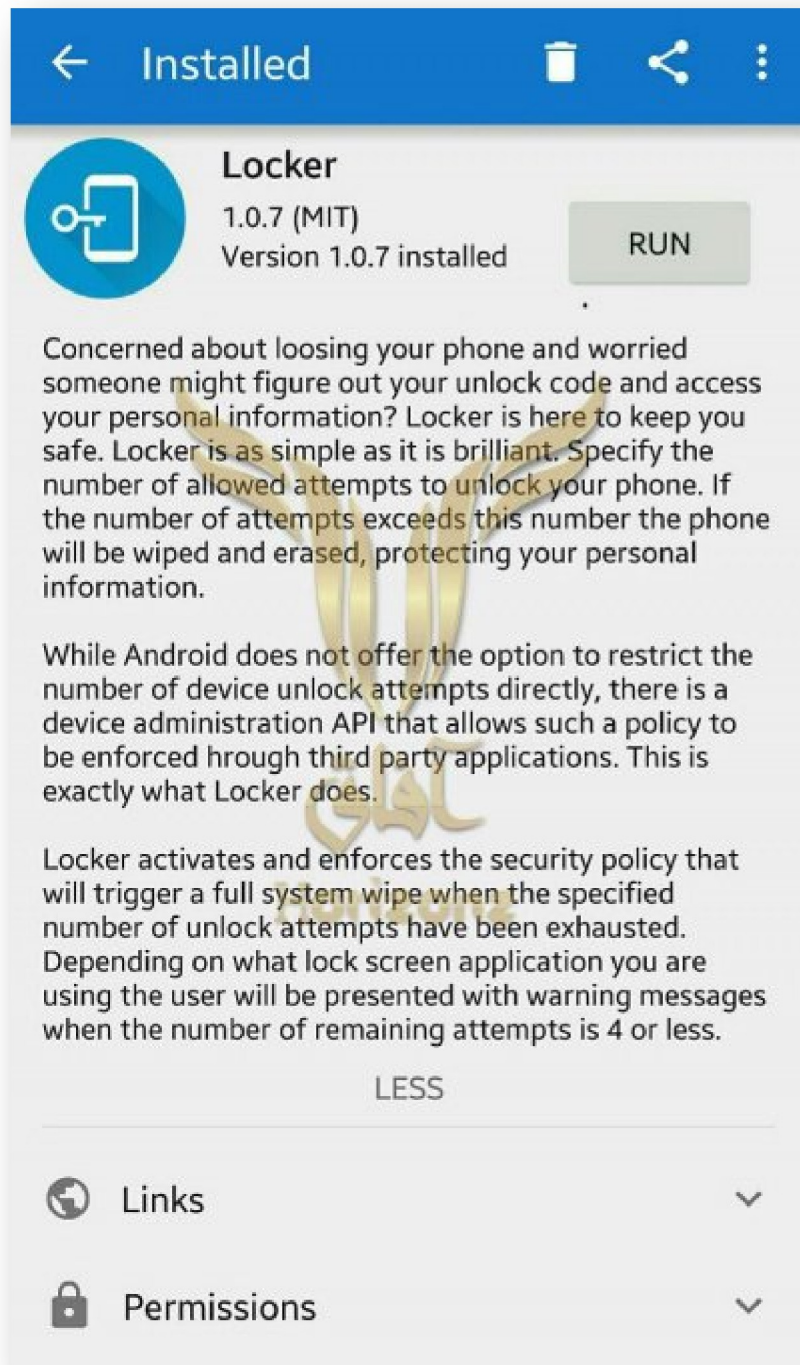 Installed
Locker
1.0.7 (MIT)
Version 1.0.7 installed
RUN
Concerned about loosing your phone and worried
someone might figure out your unlock code and access
your personal information? Locker is here to keep you
safe. Locker is as simple as it is brilliant. Specify the
number of allowed attempts to unlock your phone. If
the number of attempts exceeds this number the phone
will be wiped and erased, protecting your personal
information.
While Android does not offer the option to restrict the
number of device unlock attempts directly, there is a
device administration API that allows such a policy to
be enforced hrough third party applications. This is
exactly what Locker does.
آفاق
Locker activates and enforces the security policy that
will trigger a full system wipe when the specified
Horizons
number of unlock attempts have been exhausted.
Depending on what lock screen application you are
using the user will be presented with warning messages
when the number of remaining attempts is 4 or less.
LESS
Links
Permissions